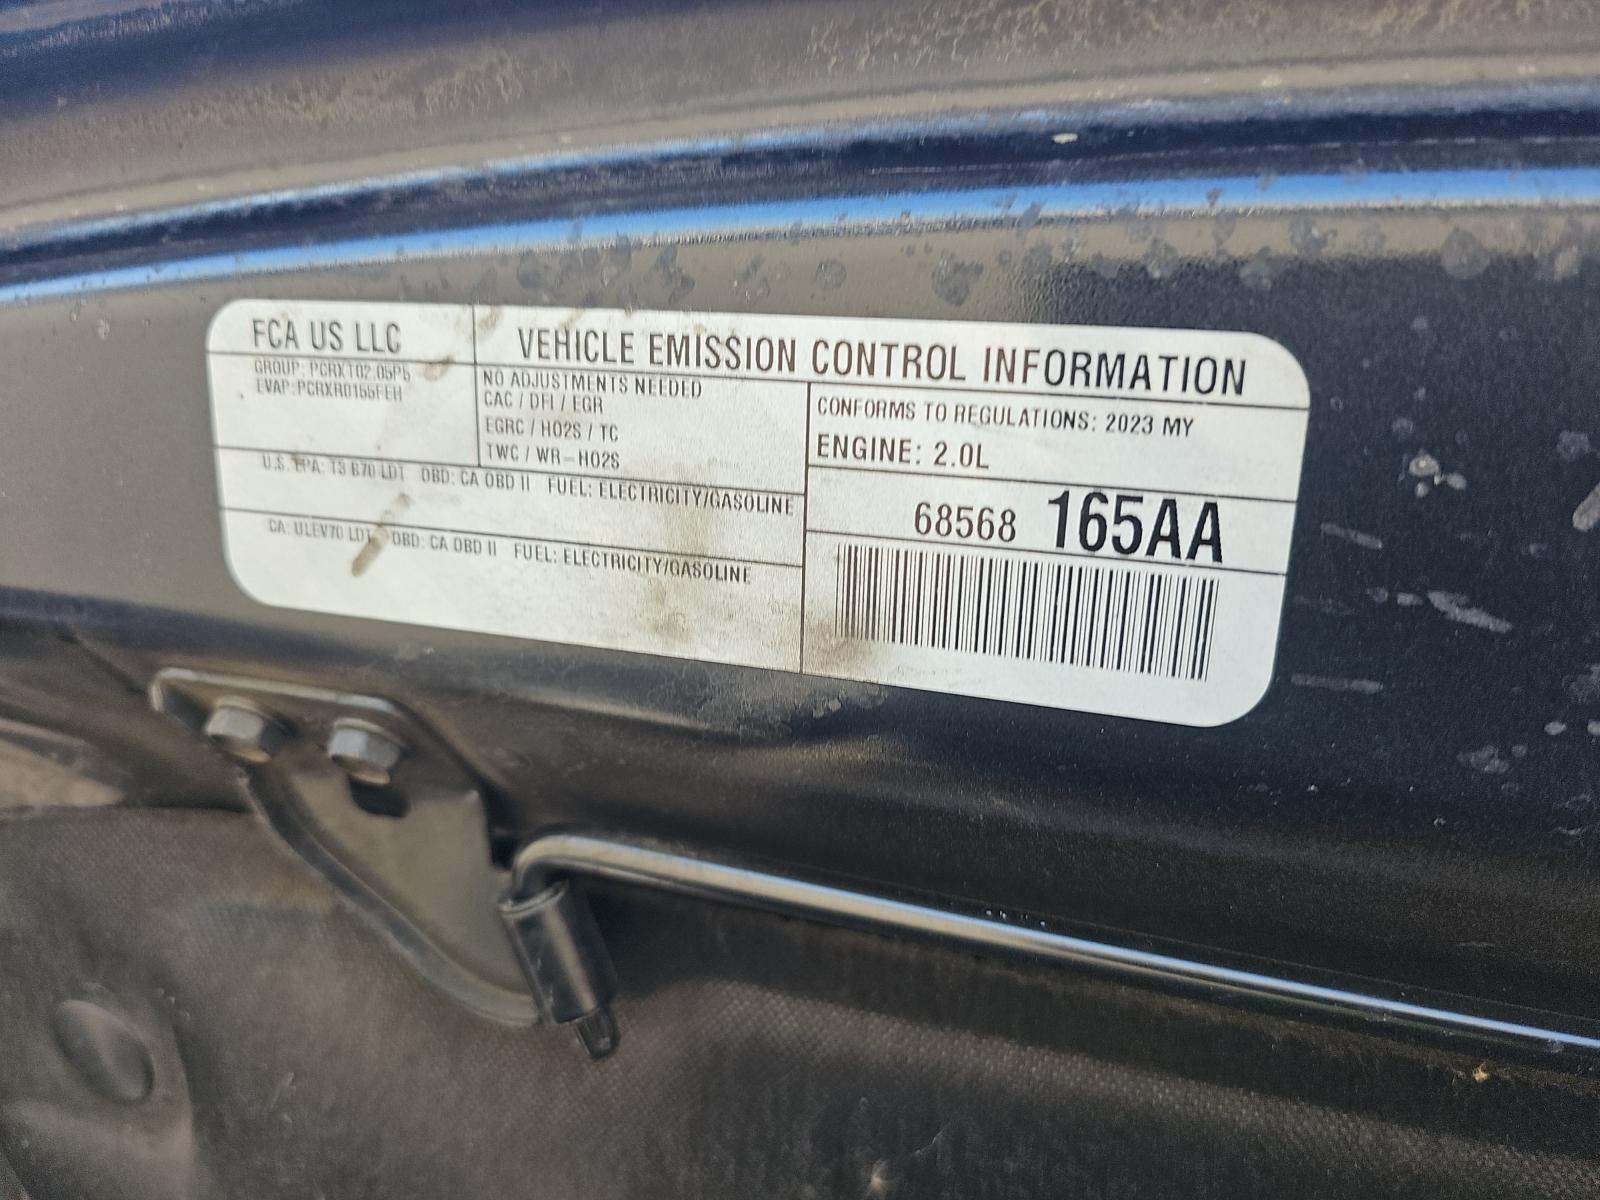 FCA US LLC
VEHICLE EMISSION CONTROL INFORMATION
GROUP: PCRXT02.05P5
EVAP:PCRXR0155FEH
NO ADJUSTMENTS NEEDED
CAC / DFI / EGR
EGRC / HO2S / TC
TWC / WR-HO2S
CONFORMS TO REGULATIONS: 2023 MY
ENGINE: 2.0L
U.S. EPA: T3 B70 LDT OBD: CA OBD II FUEL: ELECTRICITY/GASOLINE
CA: ULEV70 LDT OBD: CA OBD II FUEL: ELECTRICITY/GASOLINE
68568 165AA